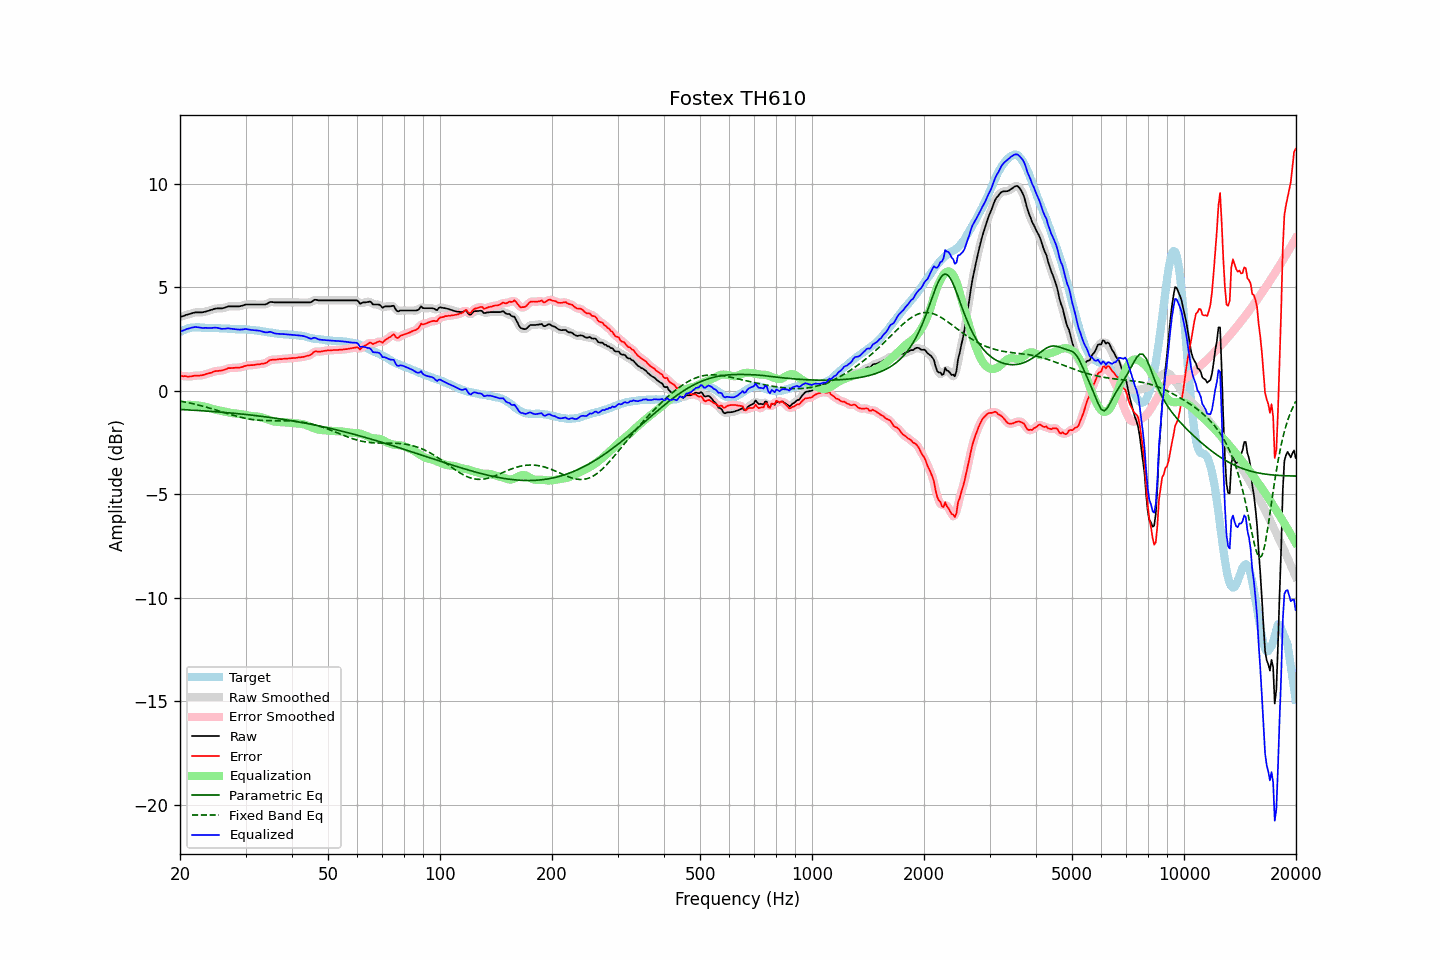 Fostex TH610
Amplitude (dBr)
10
5
0
−5
−10
−15
−20
Target
Raw Smoothed
Error Smoothed
Raw
Error
Equalization
Parametric Eq
Fixed Band Eq
Equalized
20 50 100 200 500 1000 2000 5000 10000 20000
Frequency (Hz)